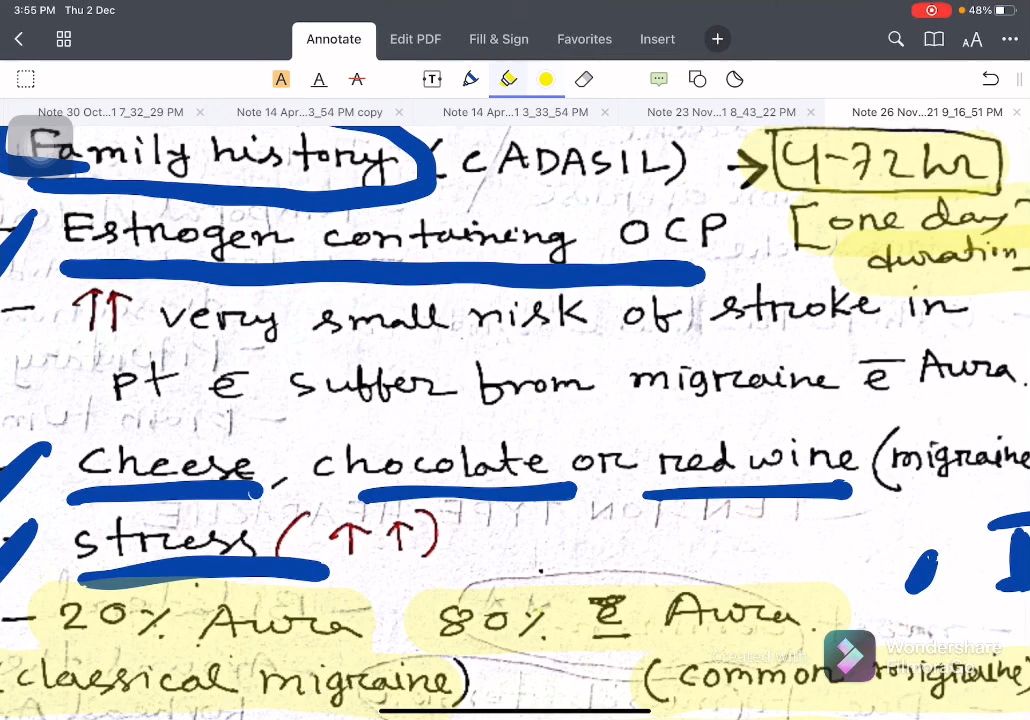 3:55 PM Thu 2 Dec
48%
Annotate Edit PDF Fill & Sign Favorites Insert
Note 30 Oct...1 7_32_29 PM
Note 14 Apr...3_54 PM copy
Note 14 Apr...1 3_33_54 PM
Note 23 Nov...1 8_43_22 PM
Note 26 Nov...21 9_16_51 PM
Family history (CADASIL) → 4-72 hr
Estrogen containing OCP [one day
duration
- ↑↑ very small risk of stroke in
pt c̄ suffer from migraine c̄ Aura.
Cheese, chocolate or red wine (migraine
stress (↑↑)
- 20% Aura 80% Aura.
(classical migraine) (common migraine)
Created with
Wondershare
FilmoraGo